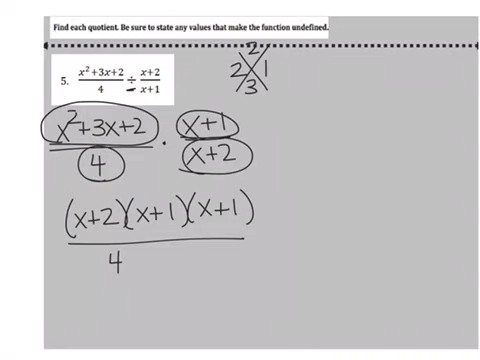 Find each quotient. Be sure to state any values that make the function undefined.
5. x²+3x+2/4 ÷ x+2/x+1
2
2 1
3
x²+3x+2/4 · x+1/x+2
(x+2)(x+1)(x+1)
4